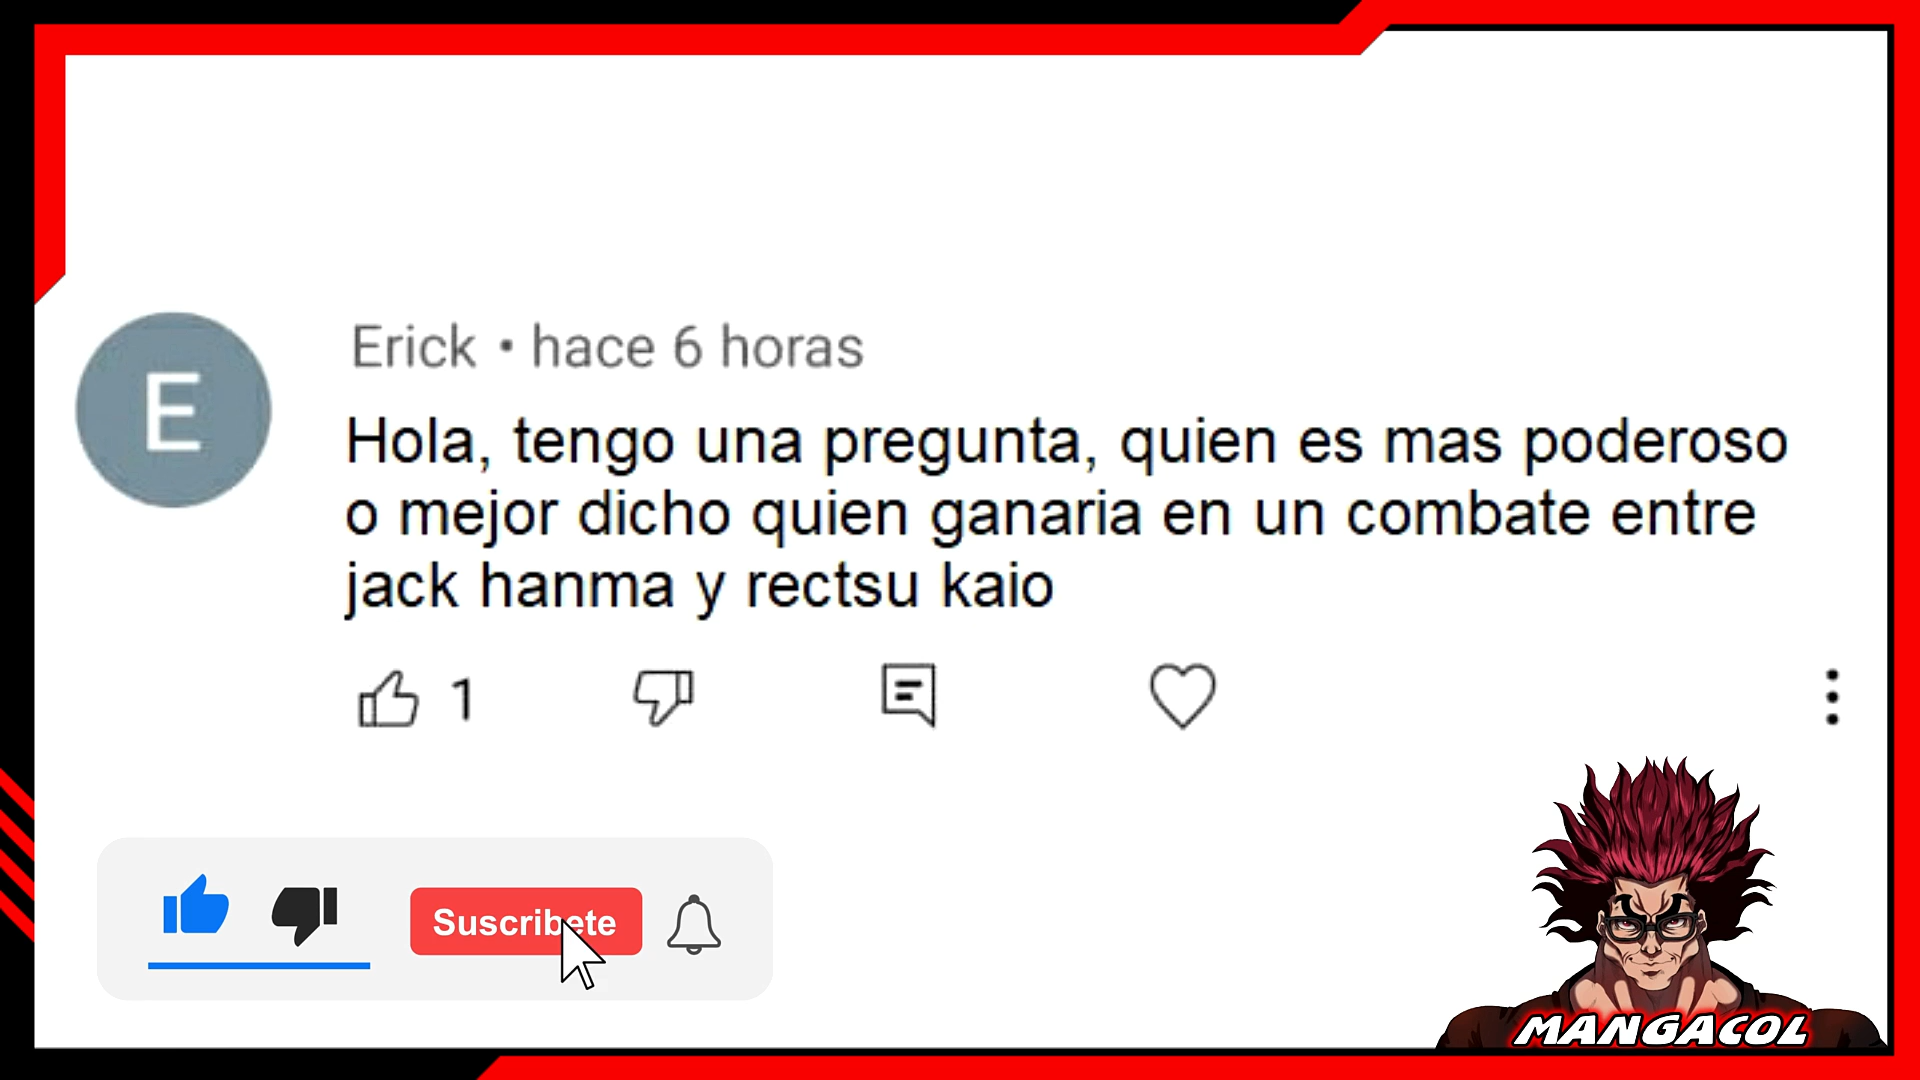 E
Erick • hace 6 horas
Hola, tengo una pregunta, quien es mas poderoso
o mejor dicho quien ganaria en un combate entre
jack hanma y rectsu kaio
1
Suscribete
MANGACOL